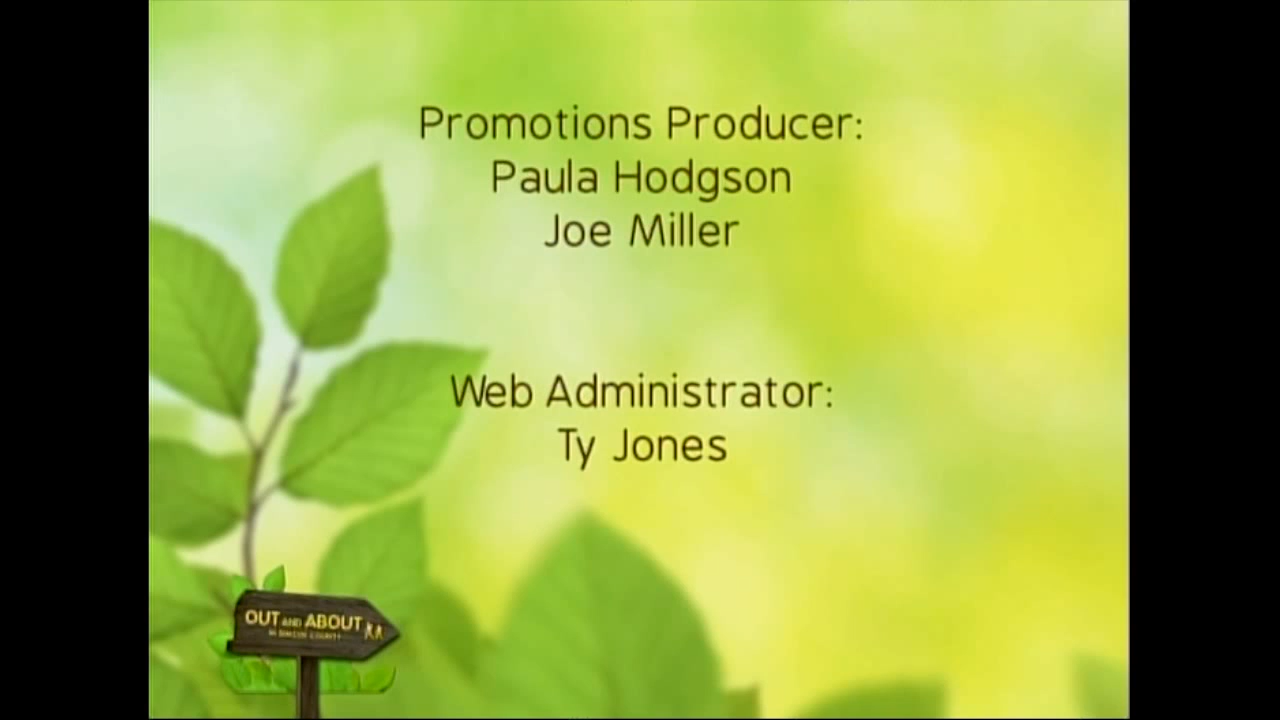 Promotions Producer:
Paula Hodgson
Joe Miller
Web Administrator:
Ty Jones
OUT AND ABOUT